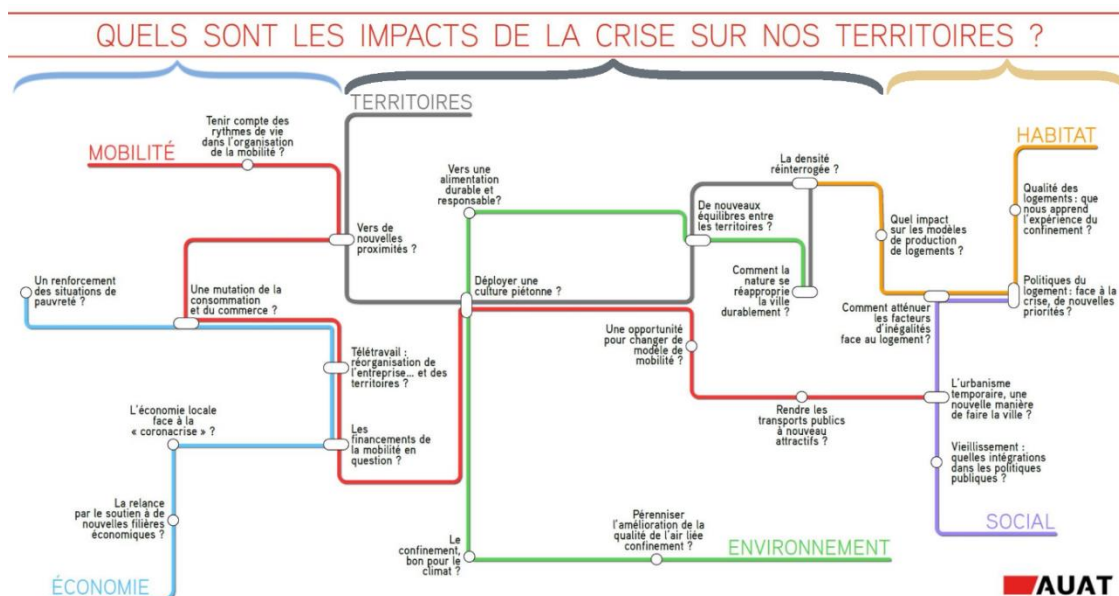 QUELS SONT LES IMPACTS DE LA CRISE SUR NOS TERRITOIRES ?
TERRITOIRES
MOBILITÉ
Tenir compte des
rythmes de vie
dans l'organisation
de la mobilité ?
Vers une
alimentation
durable et
responsable?
La densité
réinterrogée ?
HABITAT
Qualité des
logements : que
nous apprend
l'expérience du
confinement ?
Vers de
nouvelles
proximités ?
De nouveaux
équilibres entre
les territoires ?
Quel impact
sur les modèles
de production
de logements ?
Un renforcement
des situations de
pauvreté ?
Une mutation de la
consommation
et du commerce ?
Déployer une
culture piétonne ?
Comment la
nature se
réapproprie
la ville
durablement ?
Politiques du
logement : face à la
crise, de nouvelles
priorités ?
Comment atténuer
les facteurs
d'inégalités
face au logement ?
Télétravail :
réorganisation de
l'entreprise... et des
territoires ?
Une opportunité
pour changer de
modèle de
mobilité ?
L'économie locale
face à la
« coronacrise » ?
Les
financements de
la mobilité en
question ?
Rendre les
transports publics
à nouveau
attractifs ?
L'urbanisme
temporaire, une
nouvelle manière
de faire la ville ?
Vieillissement :
quelles intégrations
dans les politiques
publiques ?
La relance
par le soutien à de
nouvelles filières
économiques ?
Le
confinement,
bon pour le
climat ?
Pérenniser
l'amélioration de la
qualité de l'air liée
confinement ?
SOCIAL
ENVIRONNEMENT
ÉCONOMIE
AUAT